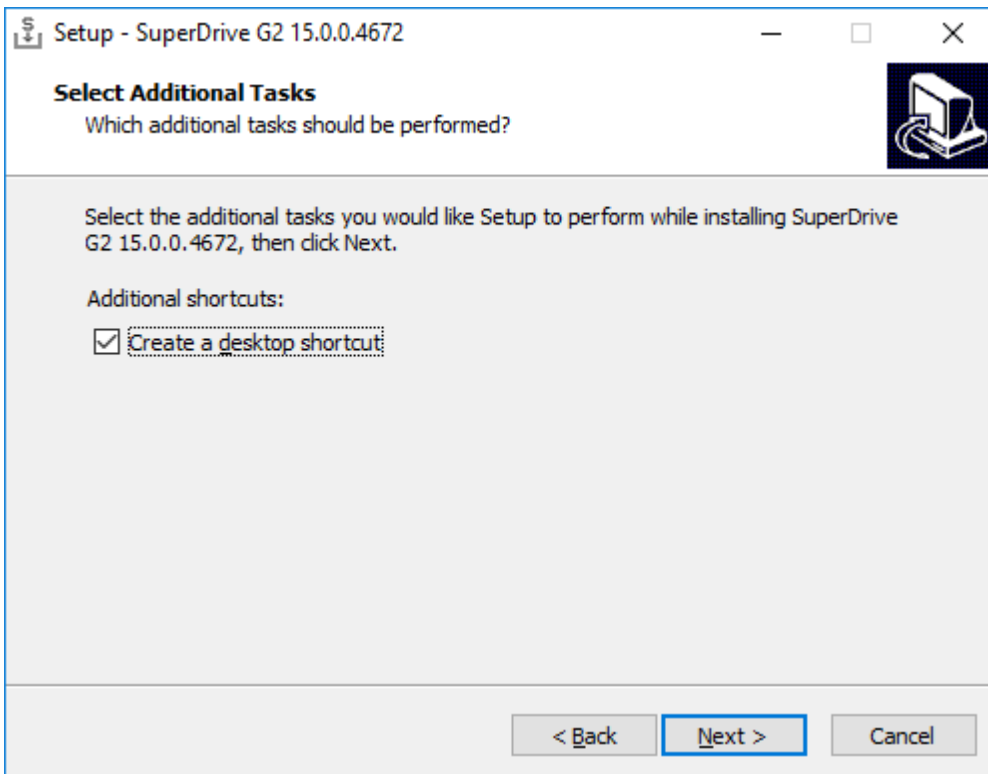 Setup - SuperDrive G2 15.0.0.4672
Select Additional Tasks
Which additional tasks should be performed?
Select the additional tasks you would like Setup to perform while installing SuperDrive
G2 15.0.0.4672, then click Next.
Additional shortcuts:
Create a desktop shortcut
< Back
Next >
Cancel